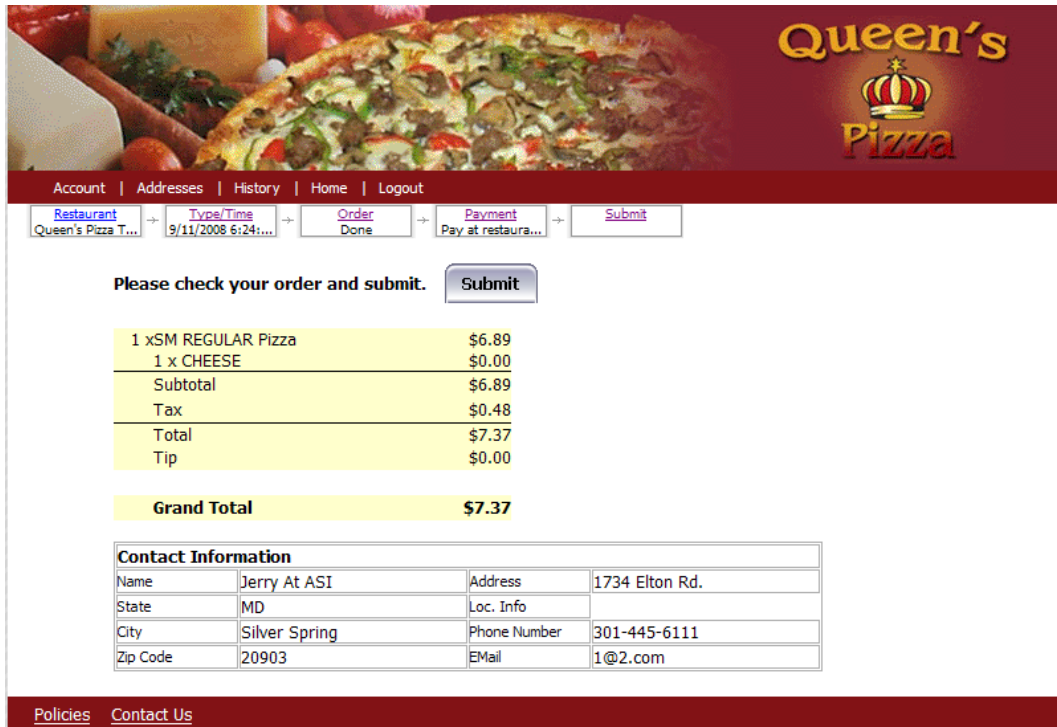 Queen's
Pizza
Account | Addresses | History | Home | Logout
Restaurant Type/Time Order Payment Submit
Queen's Pizza T... 9/11/2008 6:24:... Done Pay at restaura...
Please check your order and submit. Submit
1 xSM REGULAR Pizza $6.89
1 x CHEESE $0.00
Subtotal $6.89
Tax $0.48
Total $7.37
Tip $0.00
Grand Total $7.37
Contact Information
Name Jerry At ASI Address 1734 Elton Rd.
State MD Loc. Info
City Silver Spring Phone Number 301-445-6111
Zip Code 20903 EMail 1@2.com
Policies Contact Us